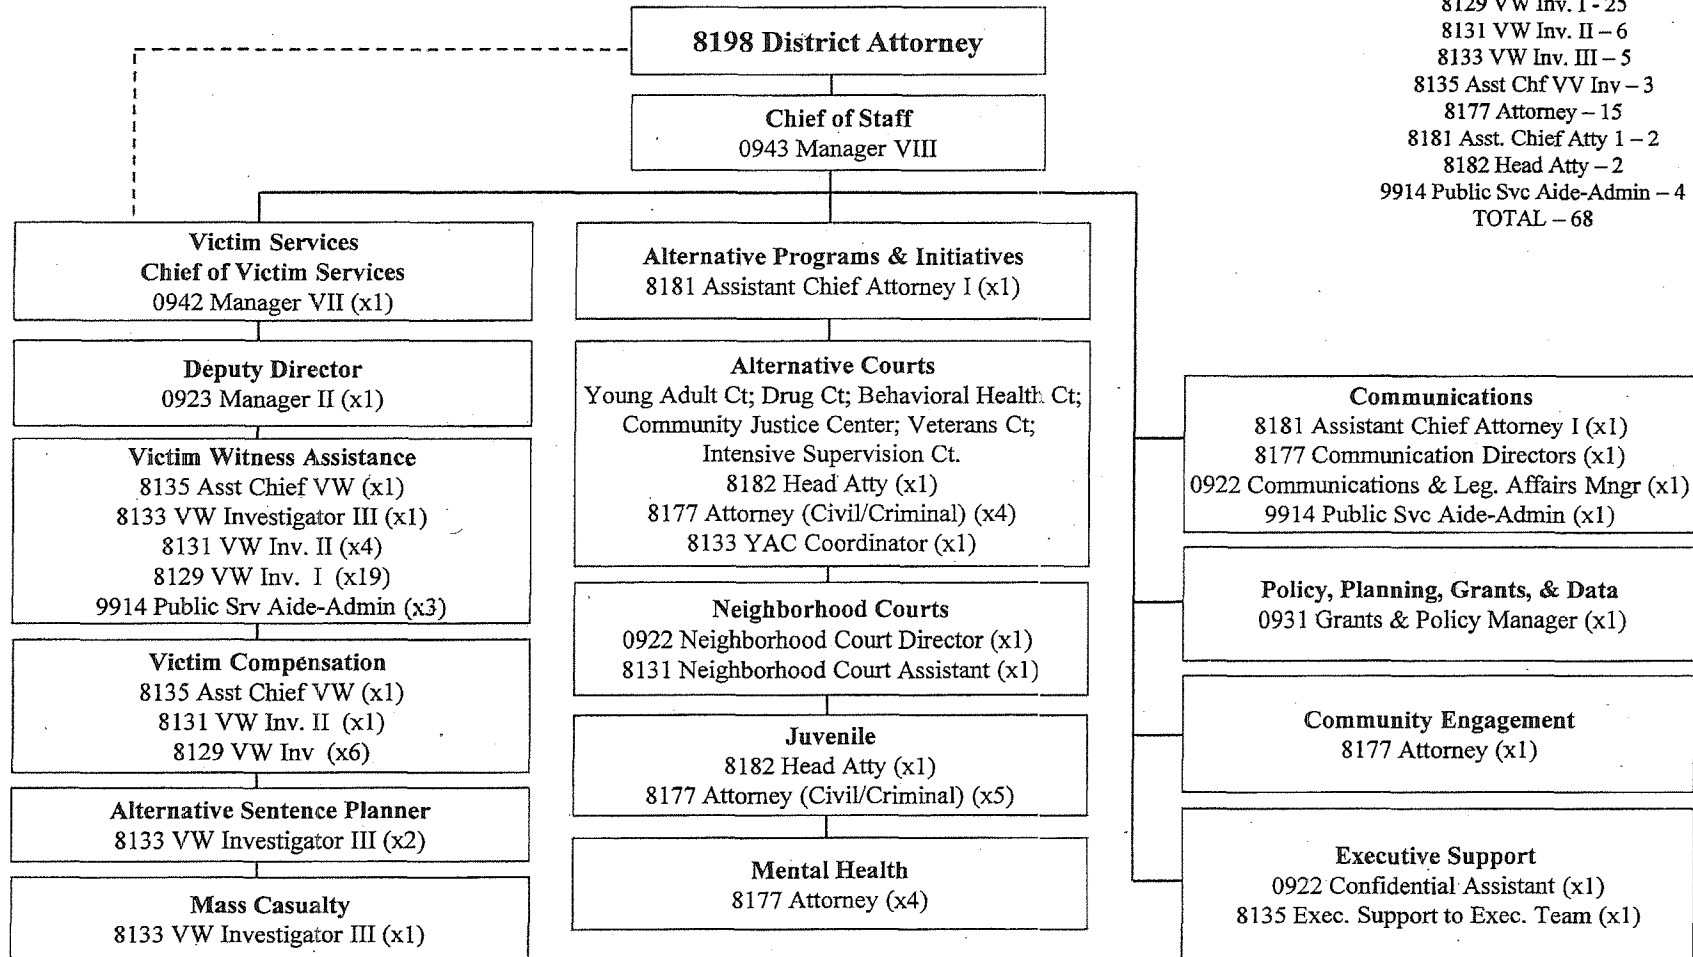 8198 District Attorney
Chief of Staff
0943 Manager VIII
8129 VW Inv. I - 25
8131 VW Inv. II – 6
8133 VW Inv. III – 5
8135 Asst Chf VV Inv – 3
8177 Attorney – 15
8181 Asst. Chief Atty 1 – 2
8182 Head Atty – 2
9914 Public Svc Aide-Admin – 4
TOTAL – 68
Victim Services
Chief of Victim Services
0942 Manager VII (x1)
Deputy Director
0923 Manager II (x1)
Victim Witness Assistance
8135 Asst Chief VW (x1)
8133 VW Investigator III (x1)
8131 VW Inv. II (x4)
8129 VW Inv. I (x19)
9914 Public Srv Aide-Admin (x3)
Victim Compensation
8135 Asst Chief VW (x1)
8131 VW Inv. II (x1)
8129 VW Inv (x6)
Alternative Sentence Planner
8133 VW Investigator III (x2)
Mass Casualty
8133 VW Investigator III (x1)
Alternative Programs & Initiatives
8181 Assistant Chief Attorney I (x1)
Alternative Courts
Young Adult Ct; Drug Ct; Behavioral Health Ct;
Community Justice Center; Veterans Ct;
Intensive Supervision Ct.
8182 Head Atty (x1)
8177 Attorney (Civil/Criminal) (x4)
8133 YAC Coordinator (x1)
Neighborhood Courts
0922 Neighborhood Court Director (x1)
8131 Neighborhood Court Assistant (x1)
Juvenile
8182 Head Atty (x1)
8177 Attorney (Civil/Criminal) (x5)
Mental Health
8177 Attorney (x4)
Communications
8181 Assistant Chief Attorney I (x1)
8177 Communication Directors (x1)
0922 Communications & Leg. Affairs Mngr (x1)
9914 Public Svc Aide-Admin (x1)
Policy, Planning, Grants, & Data
0931 Grants & Policy Manager (x1)
Community Engagement
8177 Attorney (x1)
Executive Support
0922 Confidential Assistant (x1)
8135 Exec. Support to Exec. Team (x1)